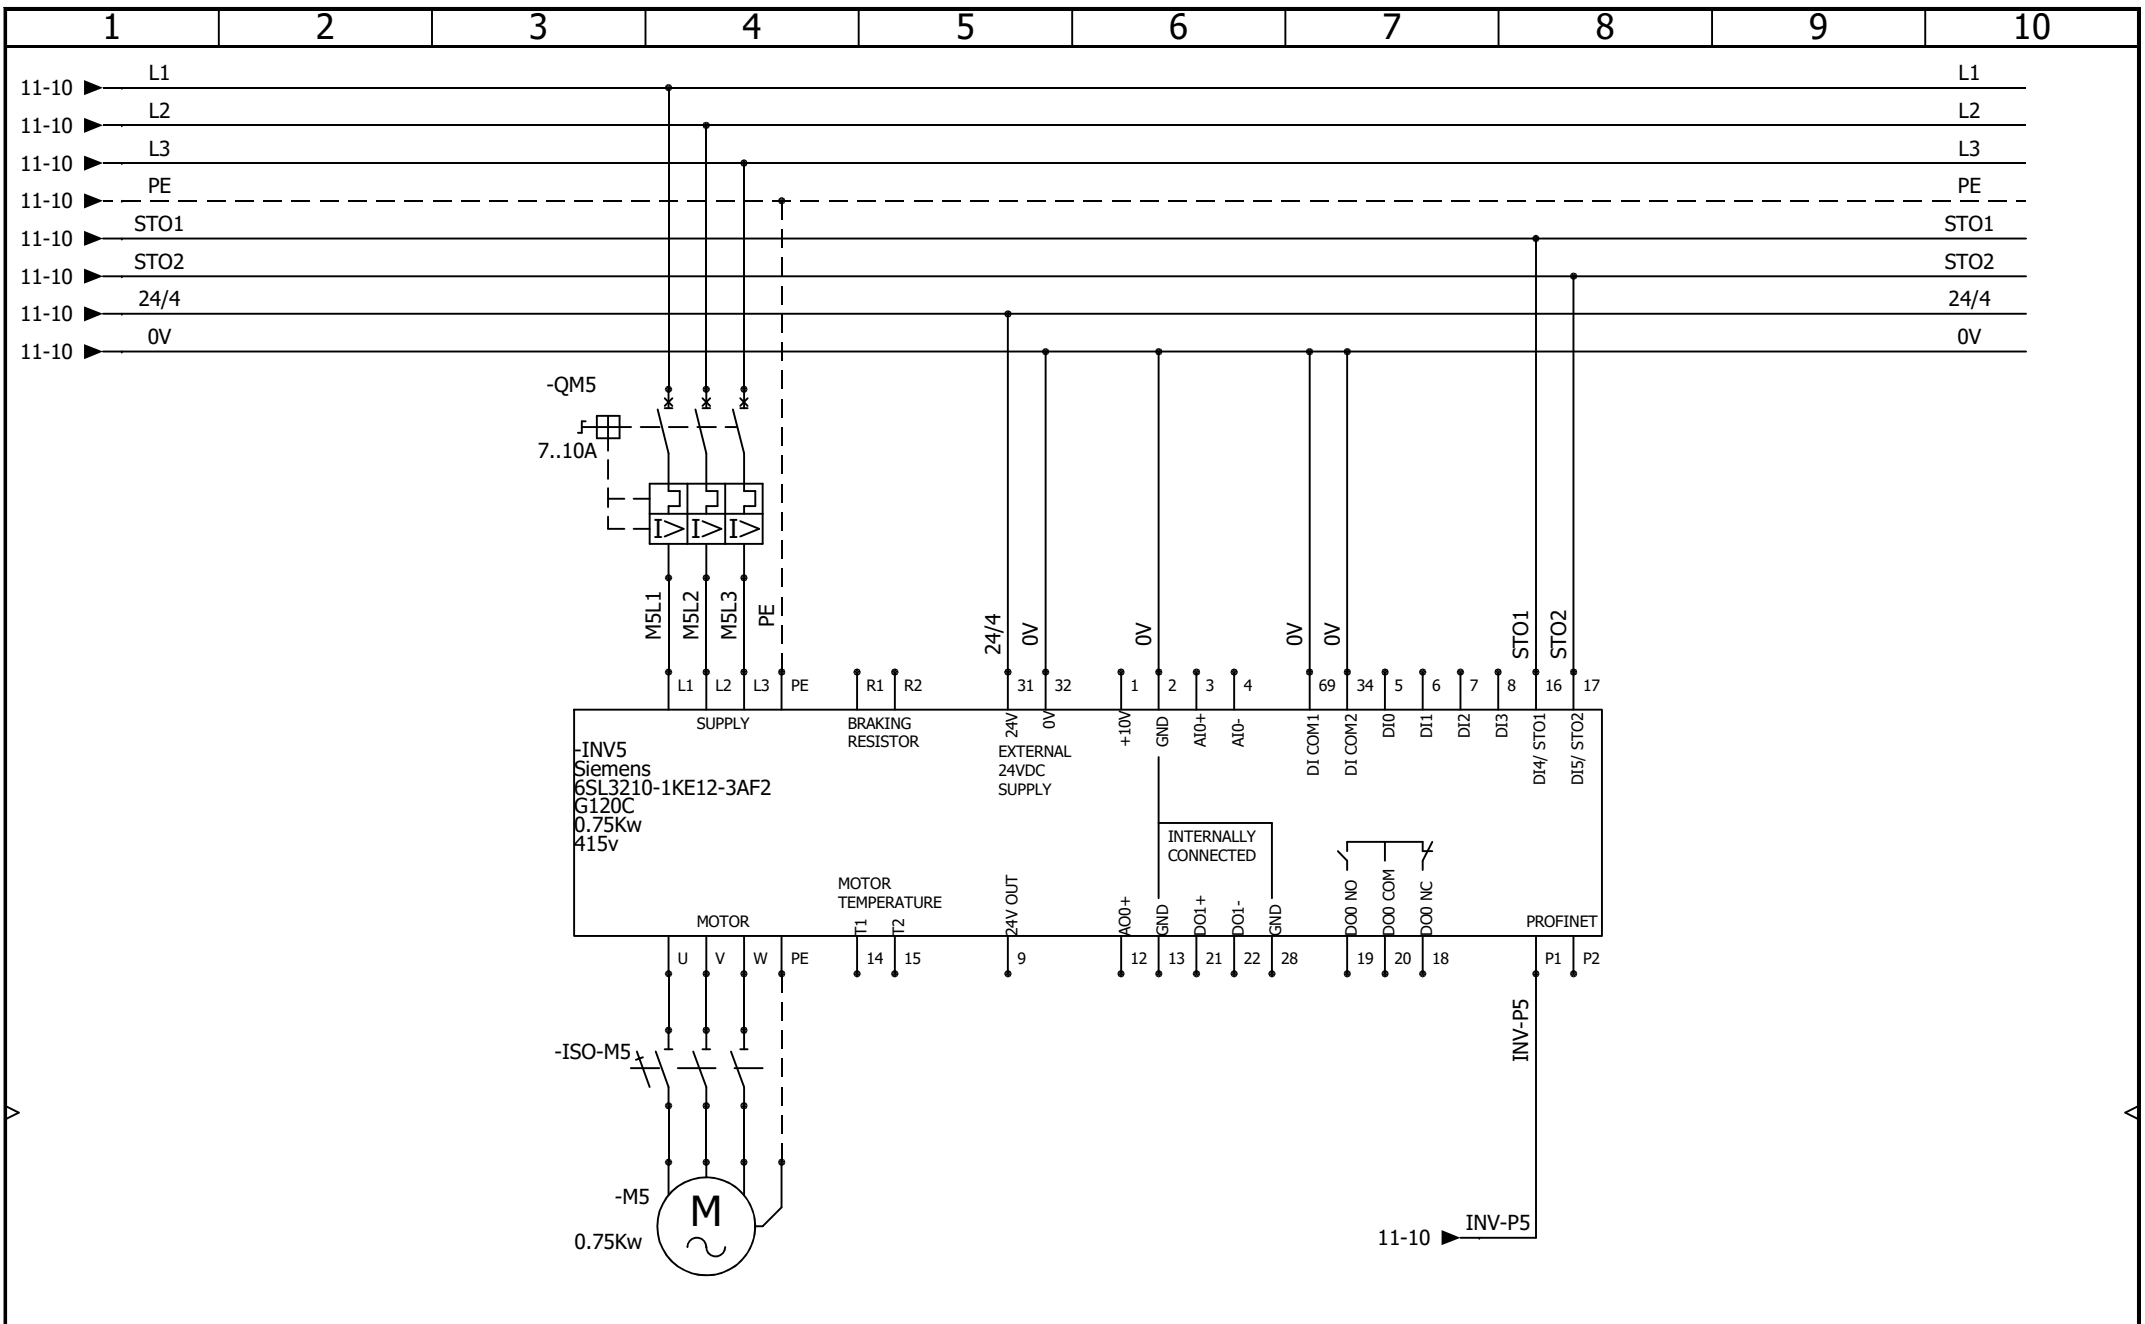 1 2 3 4 5 6 7 8 9 10
11-10 L1 L1
11-10 L2 L2
11-10 L3 L3
11-10 PE PE
11-10 STO1 STO1
11-10 STO2 STO2
11-10 24/4 24/4
11-10 0V 0V
-QM5
7..10A
I> I> I>
M5L1 M5L2 M5L3 PE 24/4 0V 0V 0V 0V STO1 STO2
L1 L2 L3 PE R1 R2 31 32 1 2 3 4 69 34 5 6 7 8 16 17
SUPPLY
BRAKING
RESISTOR
24V 0V
EXTERNAL
24VDC
SUPPLY
+10V GND AI0+ AI0- DI COM1 DI COM2 DI0 DI1 DI2 DI3 DI4/ STO1 DI5/ STO2
-INV5
Siemens
6SL3210-1KE12-3AF2
G120C
0.75Kw
415v
INTERNALLY
CONNECTED
MOTOR
MOTOR
TEMPERATURE
T1 T2 24V OUT AO0+ GND DO1+ DO1- GND DO0 NO DO0 COM DO0 NC
PROFINET
U V W PE 14 15 9 12 13 21 22 28 19 20 18 P1 P2
INV-P5
-ISO-M5
-M5
M
0.75Kw
11-10 INV-P5